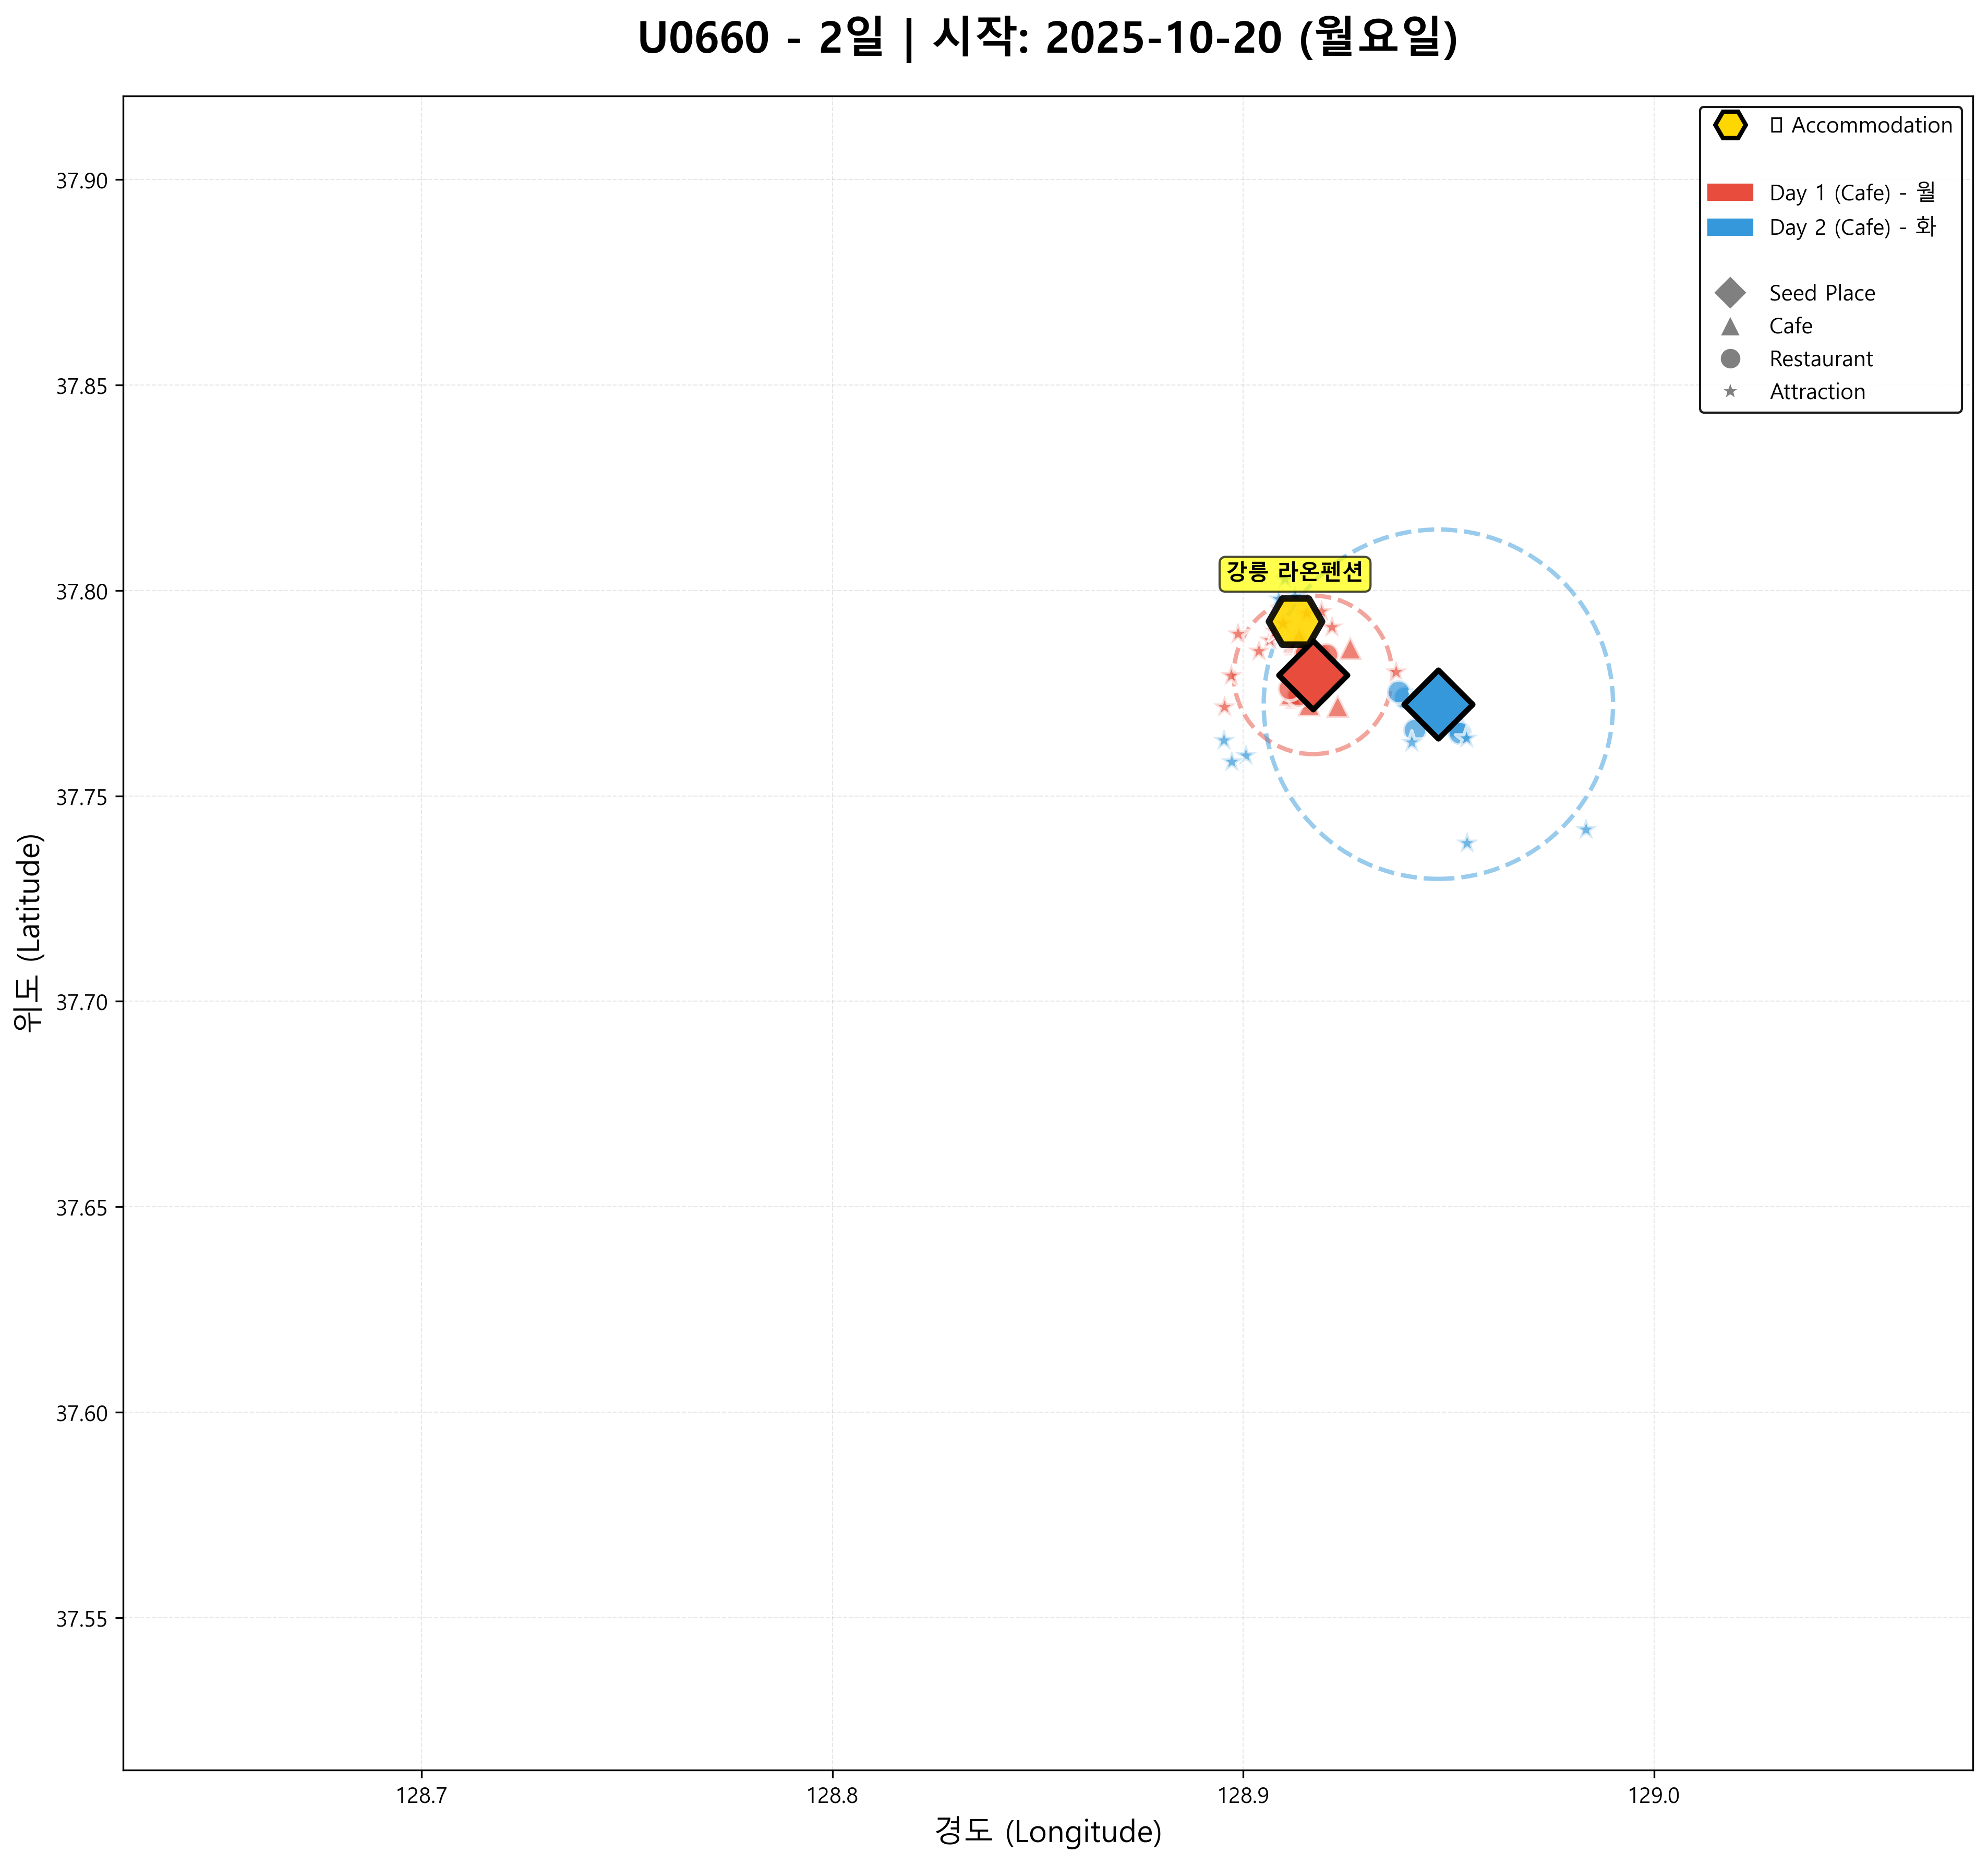 U0660 - 2일 | 시작: 2025-10-20 (월요일)
Accommodation
Day 1 (Cafe) - 월
Day 2 (Cafe) - 화
Seed Place
Cafe
Restaurant
Attraction
37.90
37.85
37.80
37.75
37.70
37.65
37.60
37.55
강릉 라온펜션
위도 (Latitude)
128.7
128.8
128.9
129.0
경도 (Longitude)